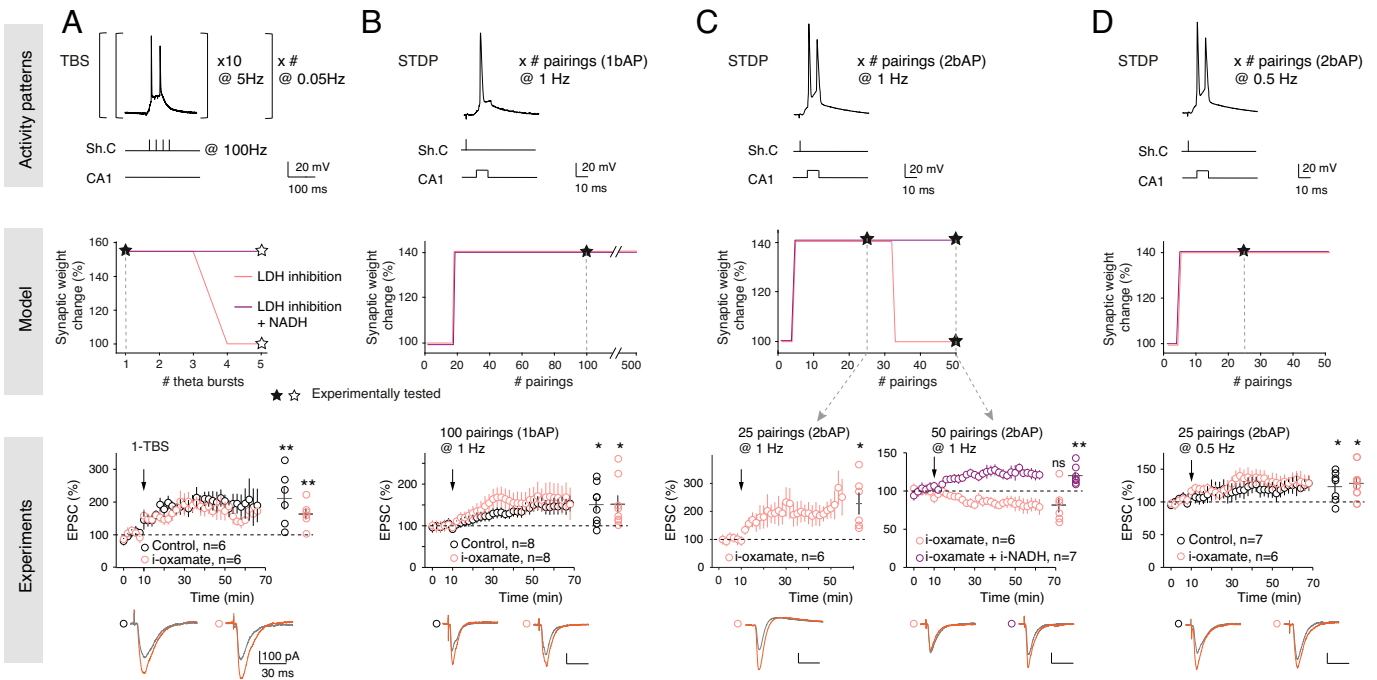 A
B
C
D
Activity patterns
TBS
x10
@ 5Hz
x #
@ 0.05Hz
Sh.C
@ 100Hz
CA1
20 mV
100 ms
STDP
x # pairings (1bAP)
@ 1 Hz
Sh.C
CA1
20 mV
10 ms
STDP
x # pairings (2bAP)
@ 1 Hz
Sh.C
CA1
20 mV
10 ms
STDP
x # pairings (2bAP)
@ 0.5 Hz
Sh.C
CA1
20 mV
10 ms
Model
Synaptic weight
change (%)
160
140
120
100
1 2 3 4 5
# theta bursts
LDH inhibition
LDH inhibition
+ NADH
Synaptic weight
change (%)
140
120
100
0 20 40 60 80 100 500
# pairings
Synaptic weight
change (%)
140
120
100
0 10 20 30 40 50
# pairings
Synaptic weight
change (%)
140
120
100
0 10 20 30 40 50
# pairings
Experimentally tested
Experiments
1-TBS
EPSC (%)
300
200
100
0
** **
Control, n=6
i-oxamate, n=6
0 10 30 50 70
Time (min)
100 pA
30 ms
100 pairings (1bAP)
@ 1 Hz
EPSC (%)
250
200
150
100
50
0
* *
Control, n=8
i-oxamate, n=8
0 10 30 50 70
Time (min)
25 pairings (2bAP)
@ 1 Hz
EPSC (%)
300
200
100
0
*
i-oxamate, n=6
0 10 30 50
Time (min)
50 pairings (2bAP)
@ 1 Hz
150
100
50
0
ns **
i-oxamate, n=6
i-oxamate + i-NADH, n=7
0 10 30 50 70
Time (min)
25 pairings (2bAP)
@ 0.5 Hz
EPSC (%)
150
100
50
0
* *
Control, n=7
i-oxamate, n=6
0 10 30 50 70
Time (min)